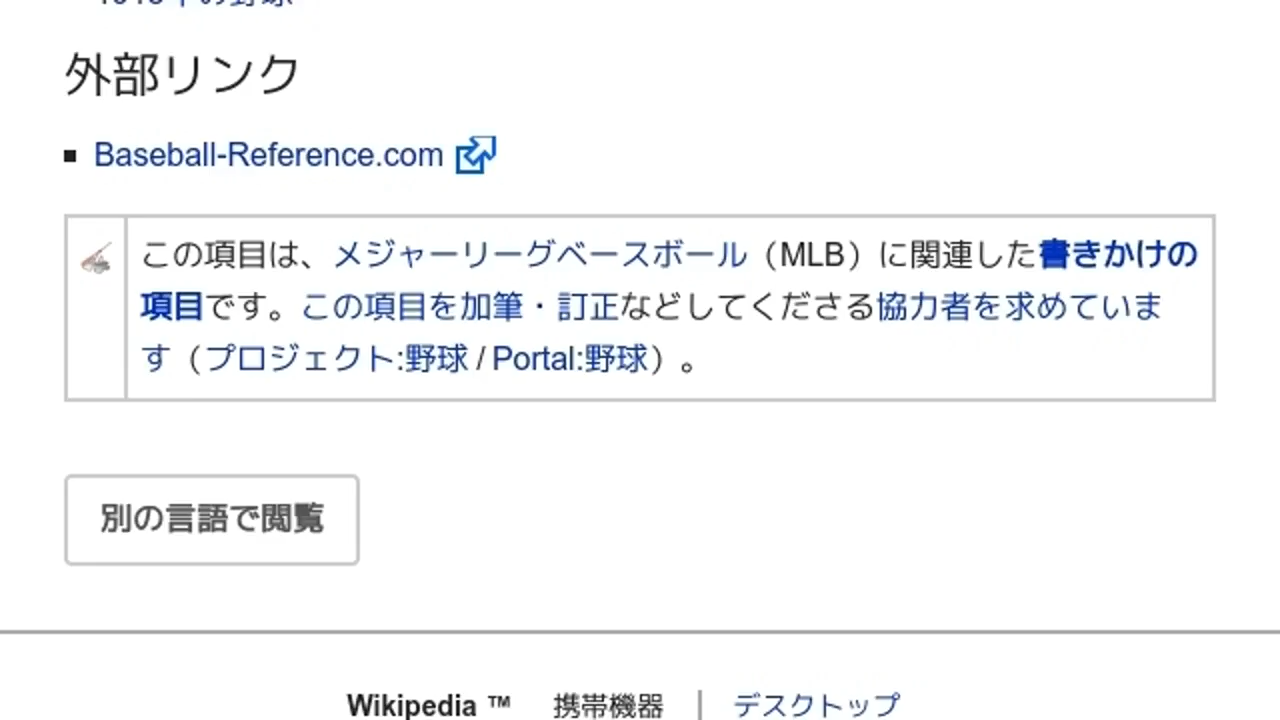 外部リンク
Baseball-Reference.com
この項目は、メジャーリーグベースボール（MLB）に関連した書きかけの
項目です。この項目を加筆・訂正などしてくださる協力者を求めていま
す（プロジェクト:野球 / Portal:野球）。
別の言語で閲覧
Wikipedia ™ 携帯機器 | デスクトップ